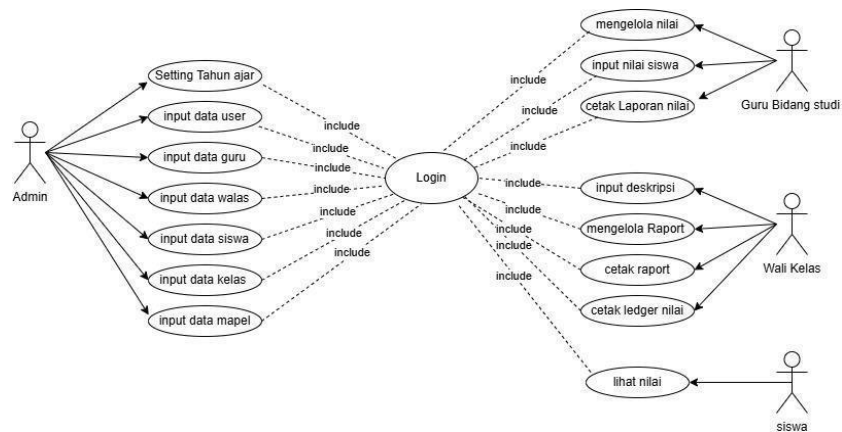 mengelola nilai
include
input nilai siswa
Setting Tahun ajar
include
cetak Laporan nilai
Guru Bidang studi
input data user
include
include
include
input data guru
include
Login
Admin
include
input data walas
include
include
input deskripsi
input data siswa
include
include
mengelola Raport
include
include
cetak raport
Wali Kelas
input data kelas
include
include
cetak ledger nilai
input data mapel
lihat nilai
siswa